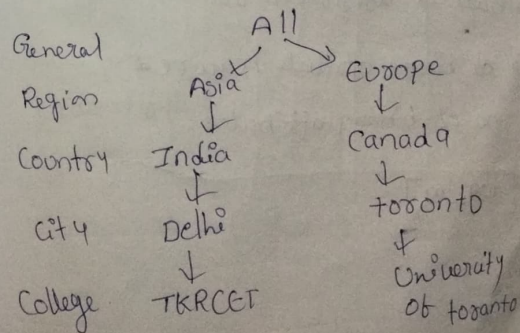 All
General
Asia Europe
Region
Country India Canada
City Delhi toronto
College TKRCET University
Of toronto